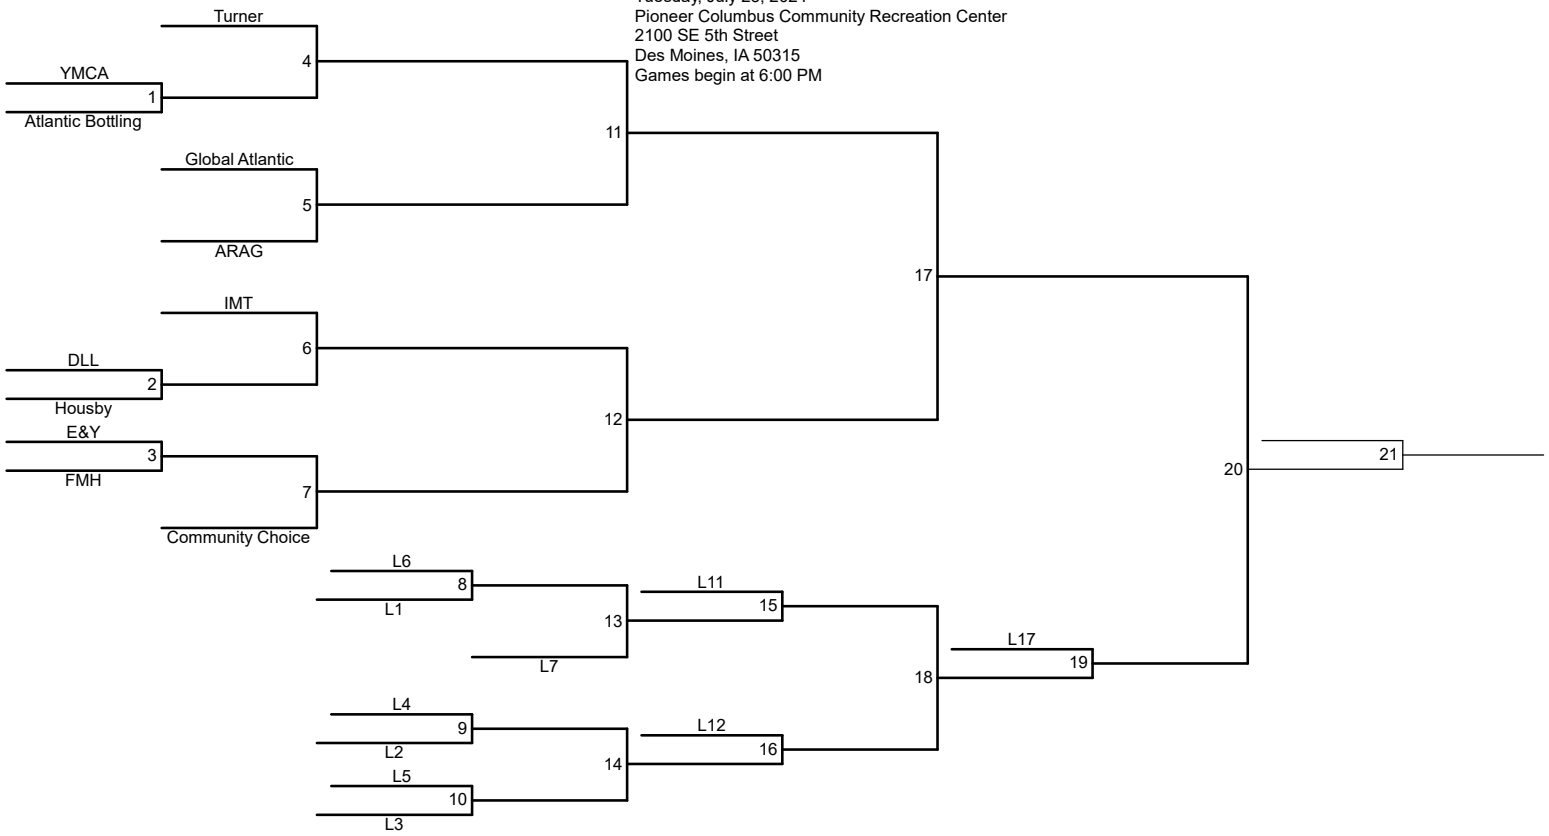 Turner
Pioneer Columbus Community Recreation Center
2100 SE 5th Street
4
Des Moines, IA 50315
YMCA
Games begin at 6:00 PM
1
Atlantic Bottling
11
Global Atlantic
5
ARAG
17
IMT
6
DLL
2
Housby
12
E&Y
3
21
20
FMH
7
Community Choice
L6
8
L11
L1
15
13
L17
L7
19
18
L4
9
L12
L2
16
14
L5
10
L3